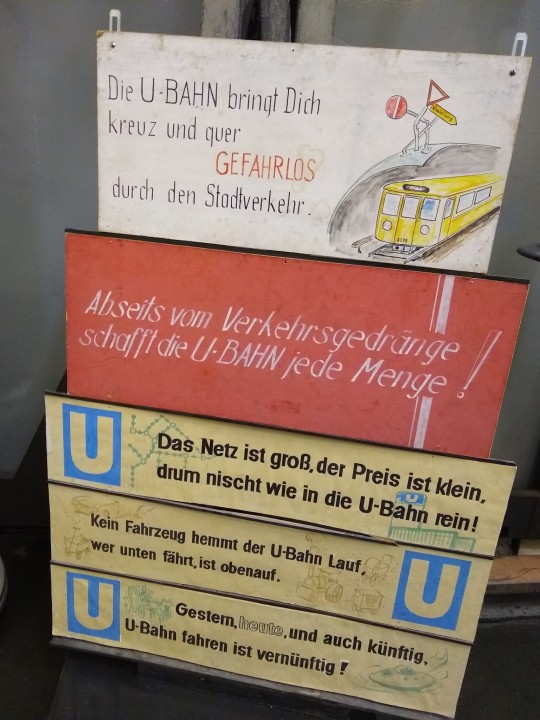 Die U-BAHN bringt Dich
kreuz und quer
GEFAHRLOS
durch den Stadtverkehr.
Abseits vom Verkehrsgedränge
schafft die U-BAHN jede Menge!
U
Das Netz ist groß, der Preis ist klein,
drum nischt wie in die U-Bahn rein!
U
Kein Fahrzeug hemmt der U-Bahn Lauf,
wer unten fährt, ist obenauf.
U
U
Gestern, heute, und auch künftig,
U-Bahn fahren ist vernünftig!